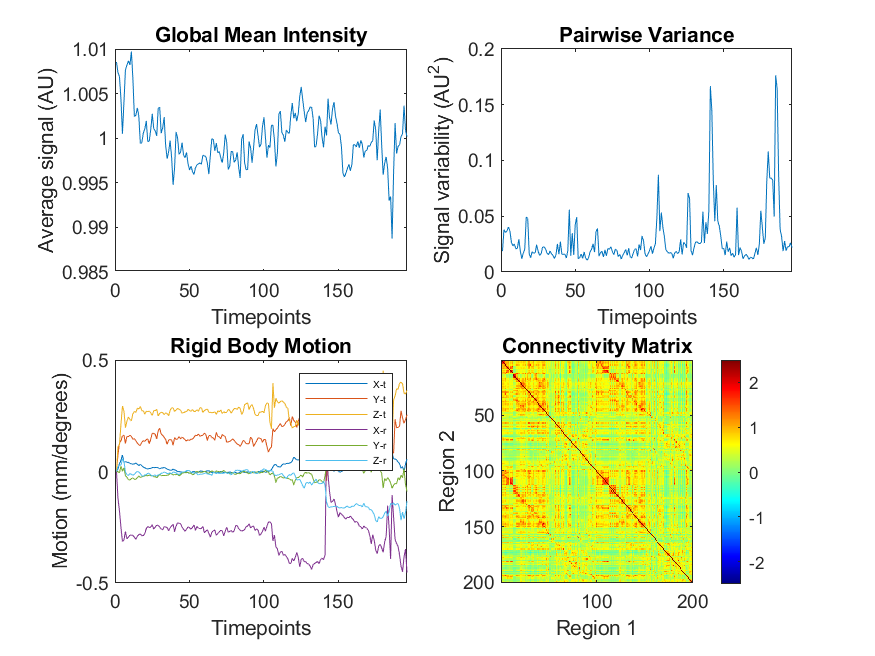 Global Mean Intensity
Average signal (AU)
1.01
1.005
1
0.995
0.99
0.985
0
50
100
150
Timepoints
Pairwise Variance
Signal variability (AU²)
0.2
0.15
0.1
0.05
0
0
50
100
150
Timepoints
Rigid Body Motion
Motion (mm/degrees)
0.5
0
-0.5
X-t
Y-t
Z-t
X-r
Y-r
Z-r
0
50
100
150
Timepoints
Connectivity Matrix
Region 2
50
100
150
200
100
200
Region 1
2
1
0
-1
-2